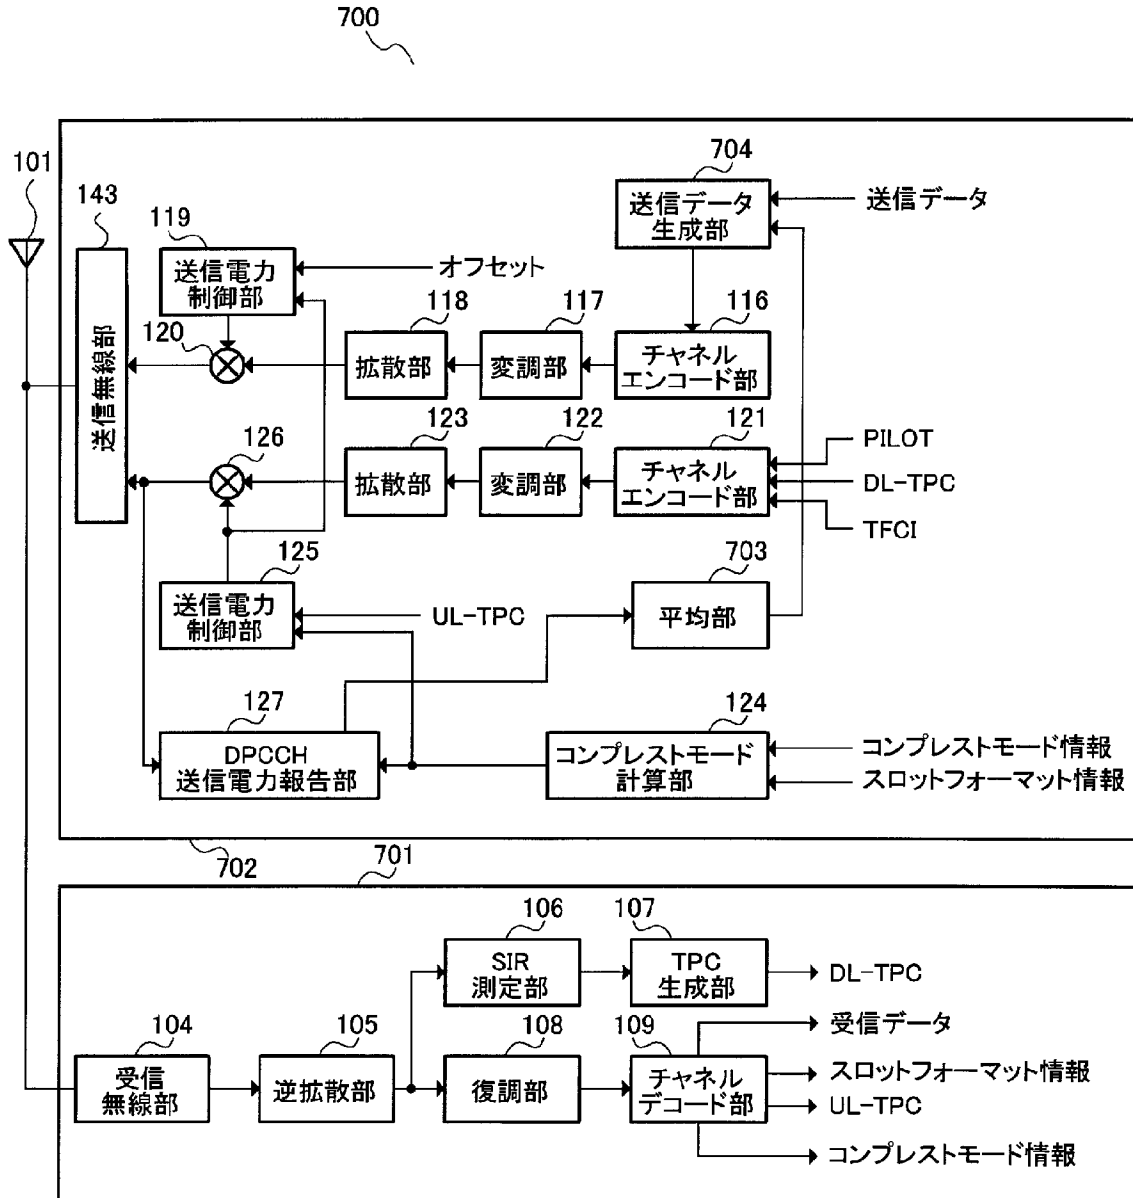 700
101
143
704
送信データ
生成部
送信データ
119
送信電力
制御部
オフセット
118
117
116
120
拡散部
変調部
チャネル
エンコード部
送信無線部
126
123
122
121
拡散部
変調部
チャネル
エンコード部
PILOT
DL-TPC
TFCI
125
送信電力
制御部
UL-TPC
703
平均部
127
DPCCH
送信電力報告部
124
コンプレストモード
計算部
コンプレストモード情報
スロットフォーマット情報
702
701
106
SIR
測定部
107
TPC
生成部
DL-TPC
104
受信
無線部
105
逆拡散部
108
復調部
109
チャネル
デコード部
受信データ
スロットフォーマット情報
UL-TPC
コンプレストモード情報